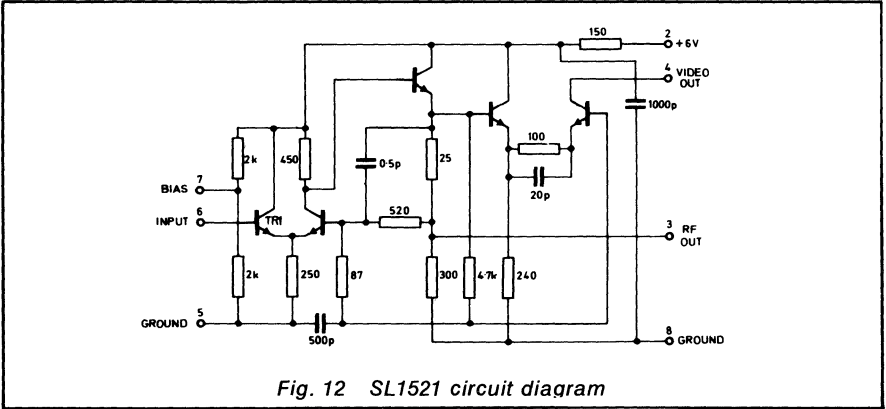 150
2
+6V
4
VIDEO
OUT
1000p
100
2k
450
0·5p
25
20p
7
BIAS
520
6
INPUT
TR1
3
RF
OUT
2k
250
87
300
4·7k
240
5
GROUND
500p
8
GROUND
Fig. 12 SL1521 circuit diagram